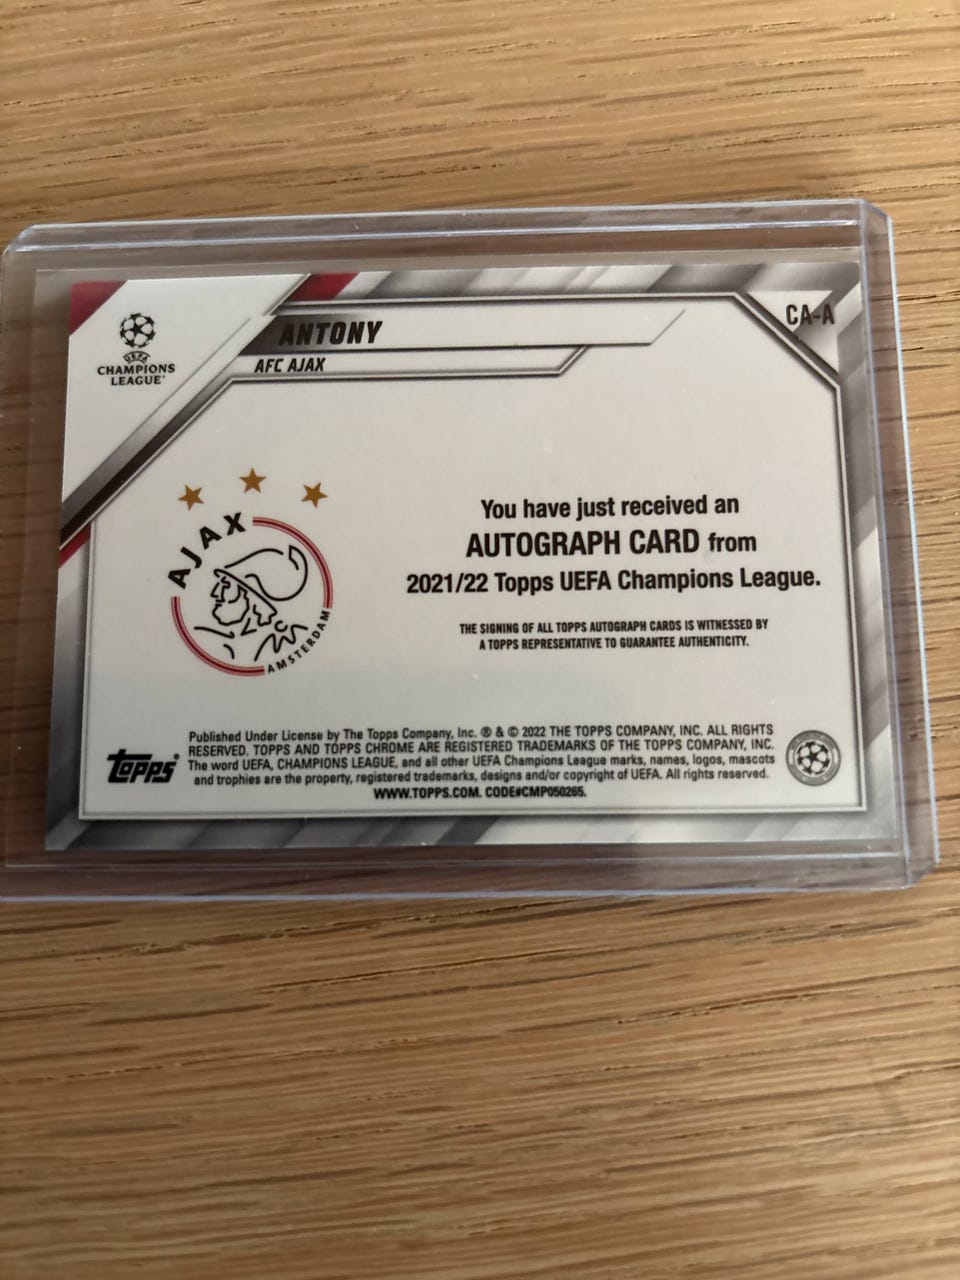 CA-A
ANTONY
AFC AJAX
UEFA
CHAMPIONS
LEAGUE®
AJAX
AMSTERDAM
You have just received an
AUTOGRAPH CARD from
2021/22 Topps UEFA Champions League.
THE SIGNING OF ALL TOPPS AUTOGRAPH CARDS IS WITNESSED BY
A TOPPS REPRESENTATIVE TO GUARANTEE AUTHENTICITY.
Topps®
Published Under License by The Topps Company, Inc. ® & © 2022 THE TOPPS COMPANY, INC. ALL RIGHTS
RESERVED. TOPPS AND TOPPS CHROME ARE REGISTERED TRADEMARKS OF THE TOPPS COMPANY, INC.
The word UEFA, CHAMPIONS LEAGUE, and all other UEFA Champions League marks, names, logos, mascots
and trophies are the property, registered trademarks, designs and/or copyright of UEFA. All rights reserved.
WWW.TOPPS.COM. CODE#CMP050265.